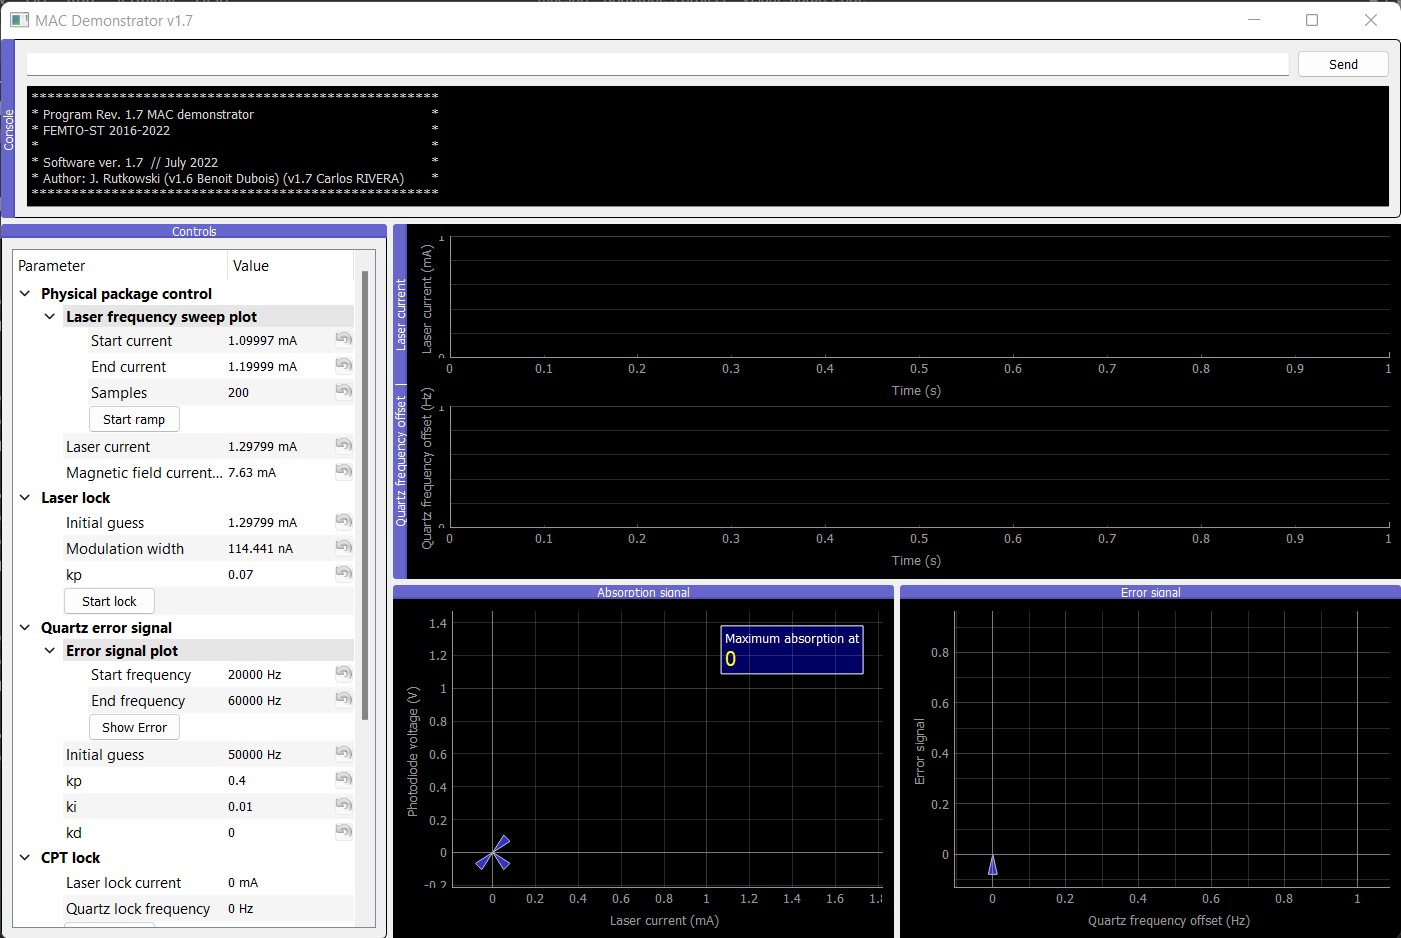 MAC Demonstrator v1.7
Send
Console
***************************************************
* Program Rev. 1.7 MAC demonstrator *
* FEMTO-ST 2016-2022 *
* *
* Software ver. 1.7 // July 2022 *
* Author: J. Rutkowski (v1.6 Benoit Dubois) (v1.7 Carlos RIVERA) *
***************************************************
Controls
Parameter Value
Physical package control
Laser frequency sweep plot
Start current 1.09997 mA
End current 1.19999 mA
Samples 200
Start ramp
Laser current 1.29799 mA
Magnetic field current... 7.63 mA
Laser lock
Initial guess 1.29799 mA
Modulation width 114.441 nA
kp 0.07
Start lock
Quartz error signal
Error signal plot
Start frequency 20000 Hz
End frequency 60000 Hz
Show Error
Initial guess 50000 Hz
kp 0.4
ki 0.01
kd 0
CPT lock
Laser lock current 0 mA
Quartz lock frequency 0 Hz
Laser current
Laser current (mA)
1
0
0 0.1 0.2 0.3 0.4 0.5 0.6 0.7 0.8 0.9 1
Time (s)
Quartz frequency offset
Quartz frequency offset (Hz)
1
0
0 0.1 0.2 0.3 0.4 0.5 0.6 0.7 0.8 0.9 1
Time (s)
Absorption signal
Photodiode voltage (V)
1.4
1.2
1
0.8
0.6
0.4
0.2
0
-0.2
Maximum absorption at
0
0 0.2 0.4 0.6 0.8 1 1.2 1.4 1.6 1.8
Laser current (mA)
Error signal
Error signal
0.8
0.6
0.4
0.2
0
0 0.2 0.4 0.6 0.8 1
Quartz frequency offset (Hz)